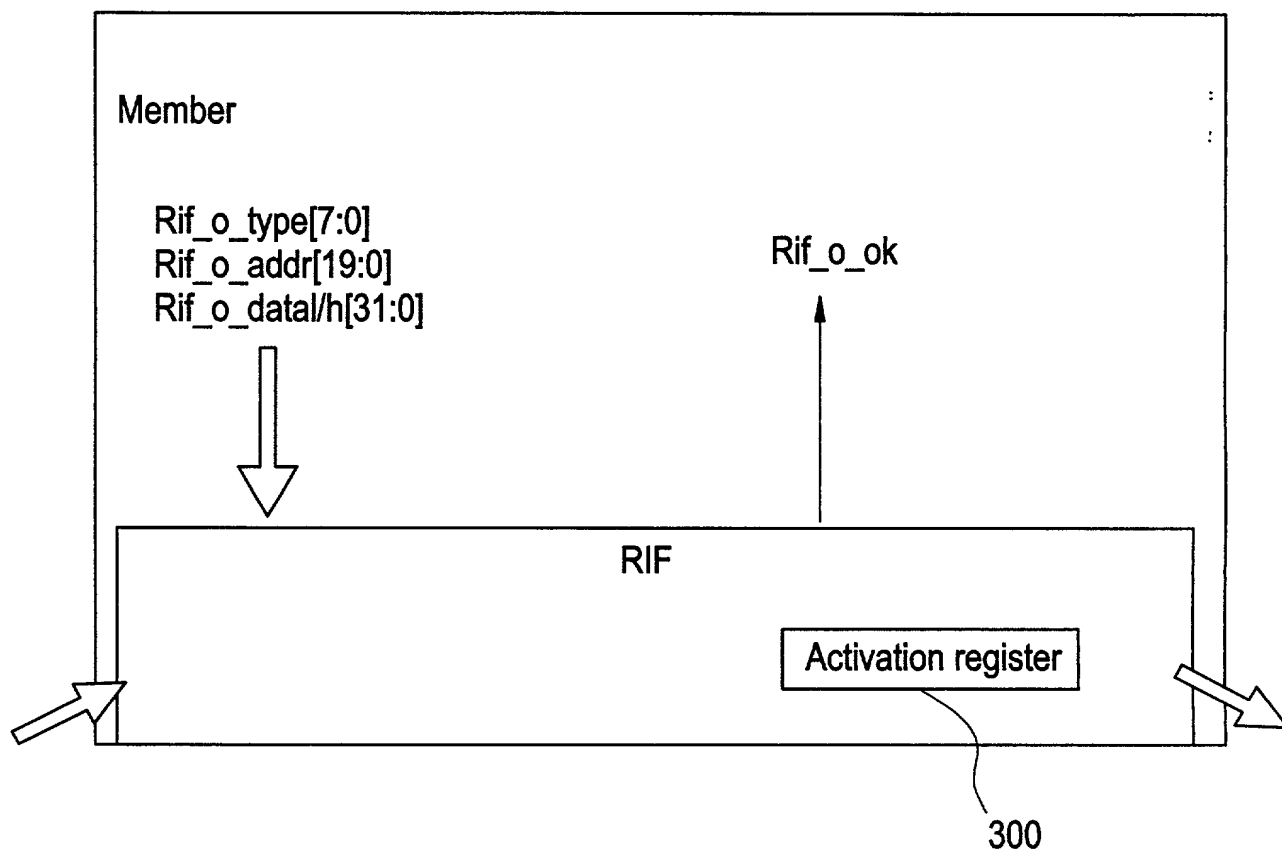 Member
Rif_o_type[7:0]
Rif_o_addr[19:0]
Rif_o_datal/h[31:0]
Rif_o_ok
RIF
Activation register
300